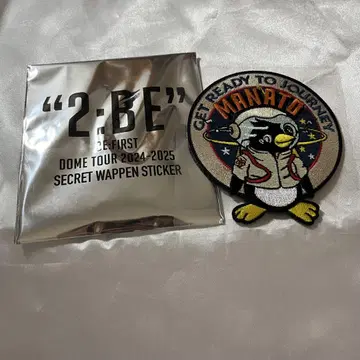 “2:BE”
BE:FIRST
DOME TOUR 2024-2025
SECRET WAPPEN STICKER
GET READY TO JOURNEY
MANATO